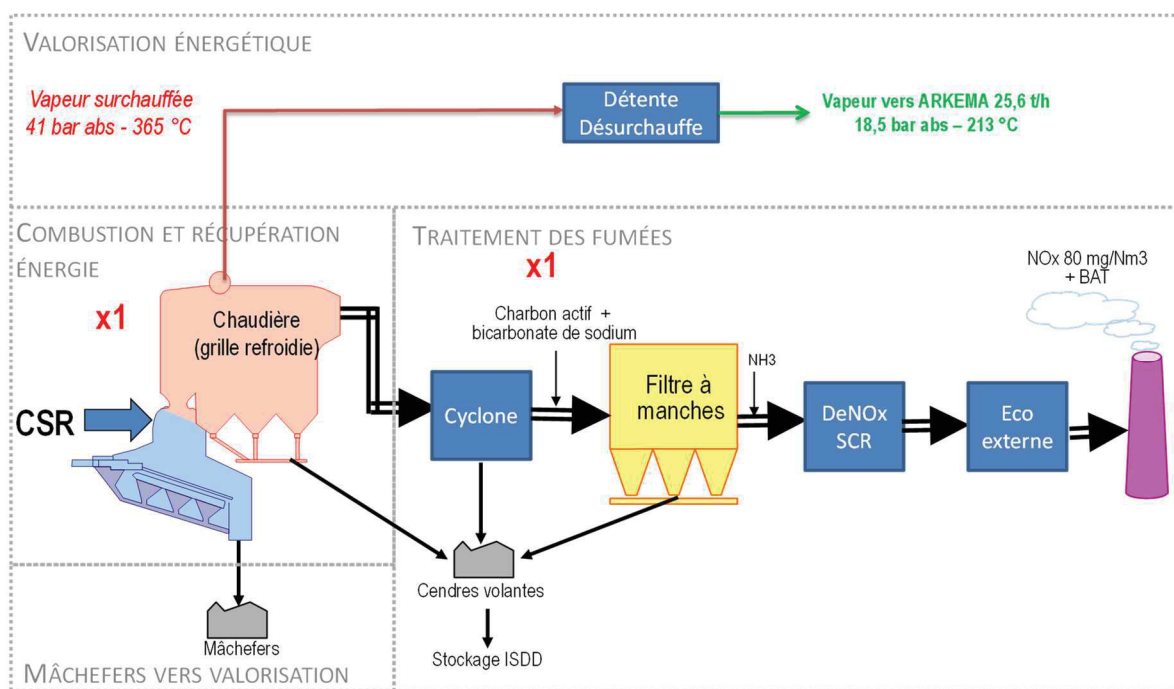 VALORISATION ÉNERGÉTIQUE
Vapeur surchauffée
41 bar abs - 365 °C
Détente
Désurchauffe
Vapeur vers ARKEMA 25,6 t/h
18,5 bar abs – 213 °C
COMBUSTION ET RÉCUPÉRATION
ÉNERGIE
x1
Chaudière
(grille refroidie)
CSR
TRAITEMENT DES FUMÉES
x1
Charbon actif +
bicarbonate de sodium
Cyclone
Filtre à
manches
NH3
DeNOx
SCR
Eco
externe
NOx 80 mg/Nm3
+ BAT
Cendres volantes
Stockage ISDD
Mâchefers
MÂCHEFERS VERS VALORISATION